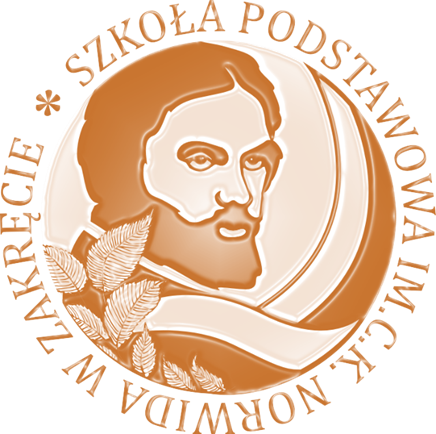 * SZKOŁA PODSTAWOWA IM.C.K. NORWIDA W ZAKRĘCIE